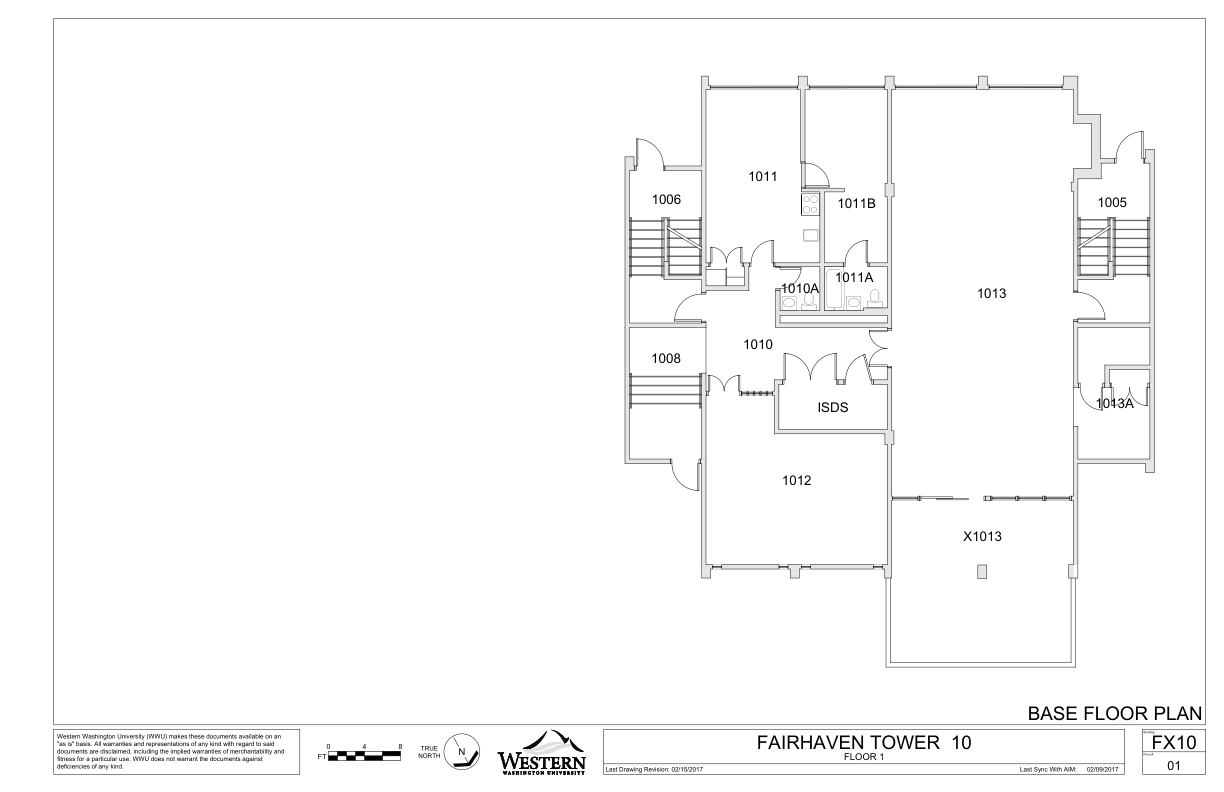 1011
1006
1011B
1005
1011A
1010A
1013
1010
1008
1013A
ISDS
1012
X1013
BASE FLOOR PLAN
Western Washington University (WWU) makes these documents available on an
"as is" basis. All warranties and representations of any kind with regard to said
documents are disclaimed, including the implied warranties of merchantability and
fitness for a particular use. WWU does not warrant the documents against
deficiencies of any kind.
FT
0 4 8
TRUE
NORTH
N
WESTERN
WASHINGTON UNIVERSITY
FAIRHAVEN TOWER 10
FLOOR 1
Last Drawing Revision: 02/15/2017
Last Sync With AIM: 02/09/2017
FX10
01